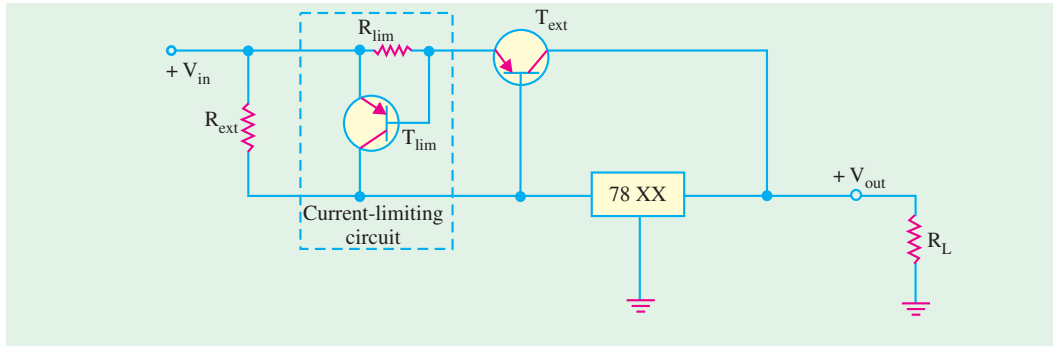 R_lim
T_ext
+ V_in
R_ext
T_lim
+ V_out
78 XX
Current-limiting
circuit
R_L